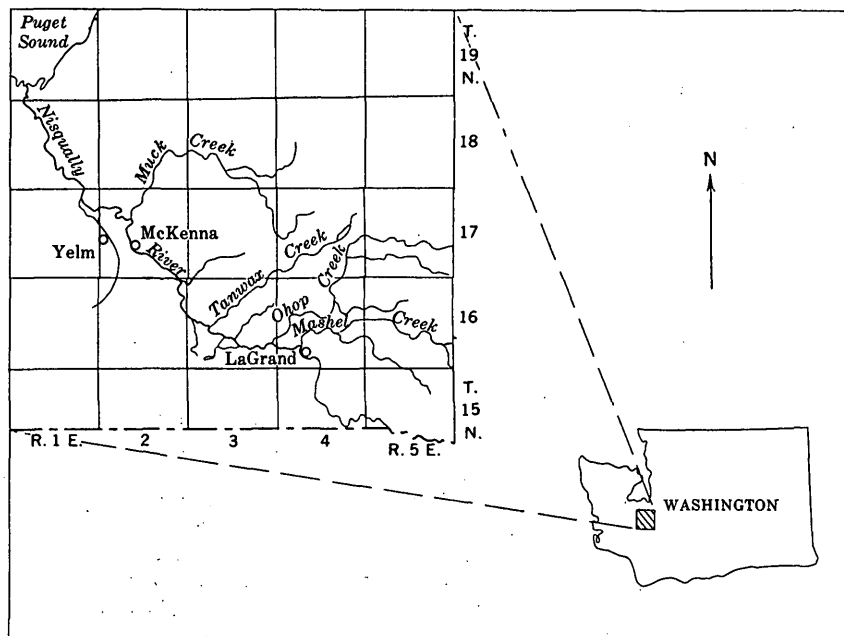 Puget
Sound
T.
19
N.
Nisqually
Muck Creek
18
N
McKenna
Yelm
River
17
Tanwax Creek
Creek
Ohop
Mashel Creek
16
LaGrand
T.
15
N.
R. 1 E. 2 3 4 R. 5 E.
WASHINGTON